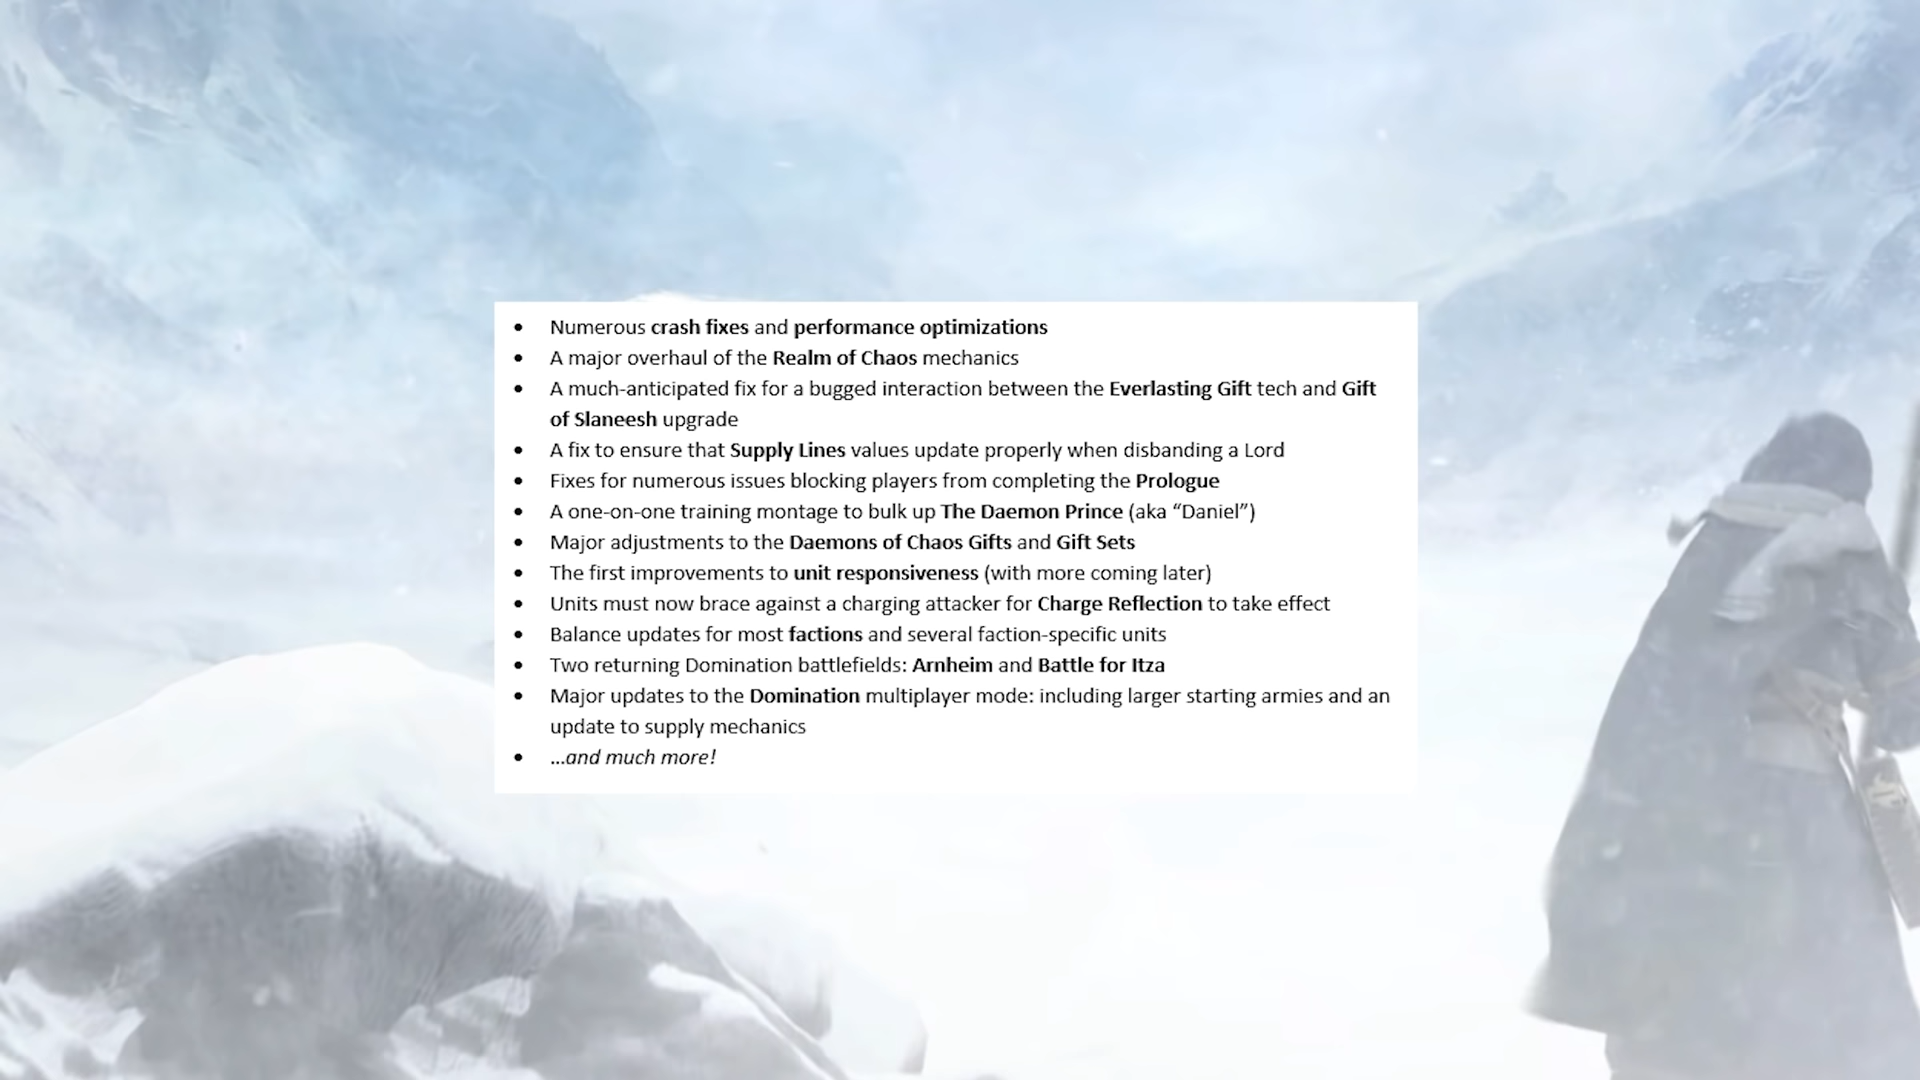 • Numerous crash fixes and performance optimizations
• A major overhaul of the Realm of Chaos mechanics
• A much-anticipated fix for a bugged interaction between the Everlasting Gift tech and Gift
of Slaneesh upgrade
• A fix to ensure that Supply Lines values update properly when disbanding a Lord
• Fixes for numerous issues blocking players from completing the Prologue
• A one-on-one training montage to bulk up The Daemon Prince (aka “Daniel”)
• Major adjustments to the Daemons of Chaos Gifts and Gift Sets
• The first improvements to unit responsiveness (with more coming later)
• Units must now brace against a charging attacker for Charge Reflection to take effect
• Balance updates for most factions and several faction-specific units
• Two returning Domination battlefields: Arnheim and Battle for Itza
• Major updates to the Domination multiplayer mode: including larger starting armies and an
update to supply mechanics
• …and much more!